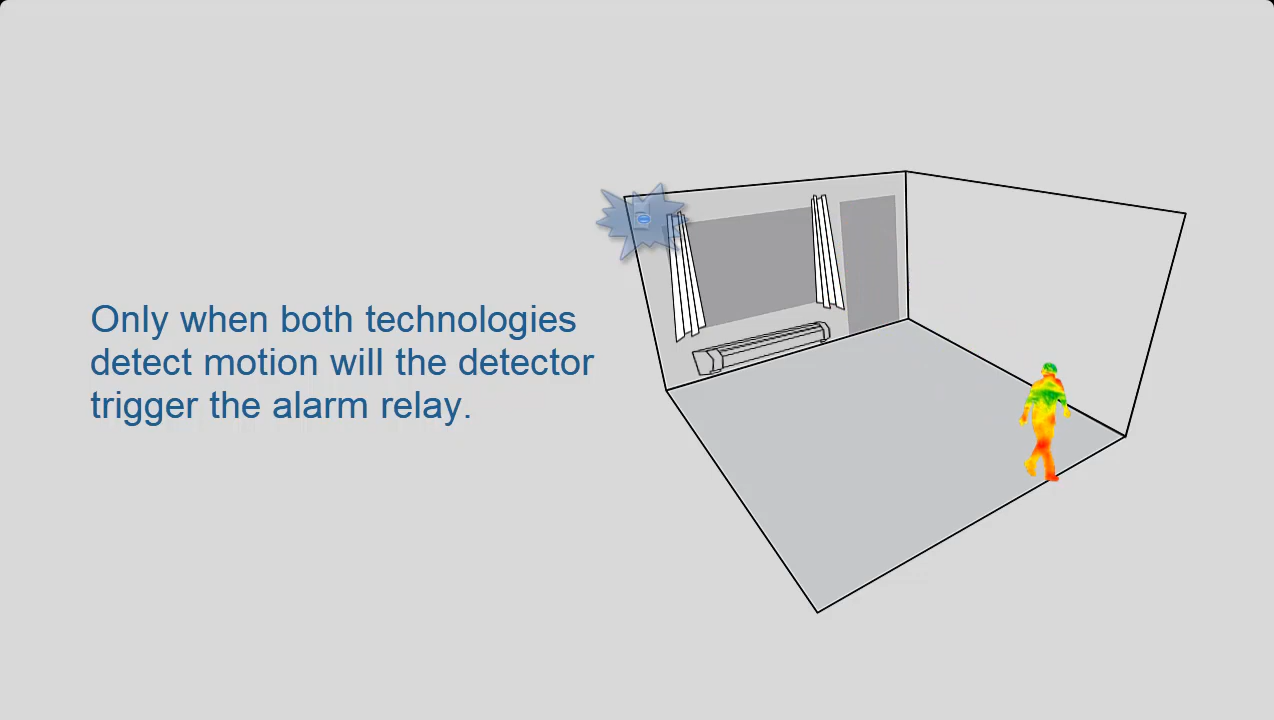 Only when both technologies
detect motion will the detector
trigger the alarm relay.